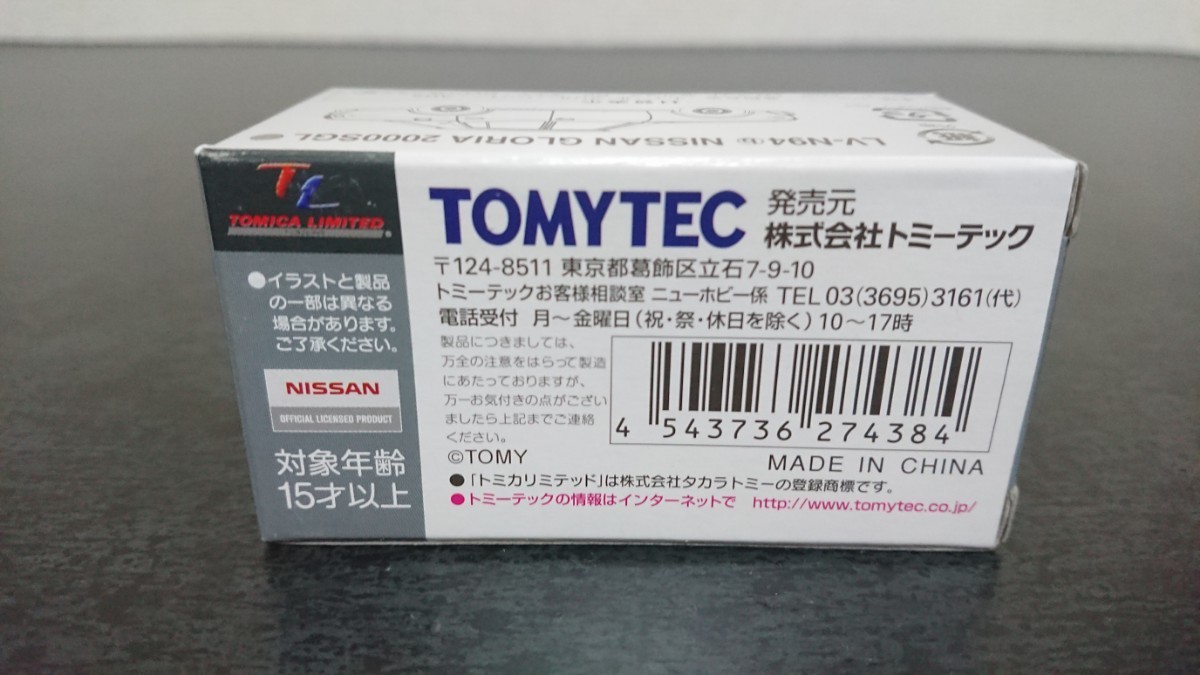 LV-N94ⓑ NISSAN GLORIA 2000SGL
TL
TOMICA LIMITED
●イラストと製品
の一部は異なる
場合があります。
ご了承ください。
NISSAN
OFFICIAL LICENSED PRODUCT
対象年齢
15才以上
TOMYTEC
発売元
株式会社トミーテック
〒124-8511 東京都葛飾区立石7-9-10
トミーテックお客様相談室 ニューホビー係 TEL 03(3695)3161(代)
電話受付 月～金曜日(祝・祭・休日を除く)10～17時
製品につきましては、
万全の注意をはらって製造
にあたっておりますが、
万一お気付きの点がござい
ましたら上記までご連絡
ください。
4 543736 274384
©TOMY
MADE IN CHINA
●「トミカリミテッド」は株式会社タカラトミーの登録商標です。
●トミーテックの情報はインターネットで http://www.tomytec.co.jp/